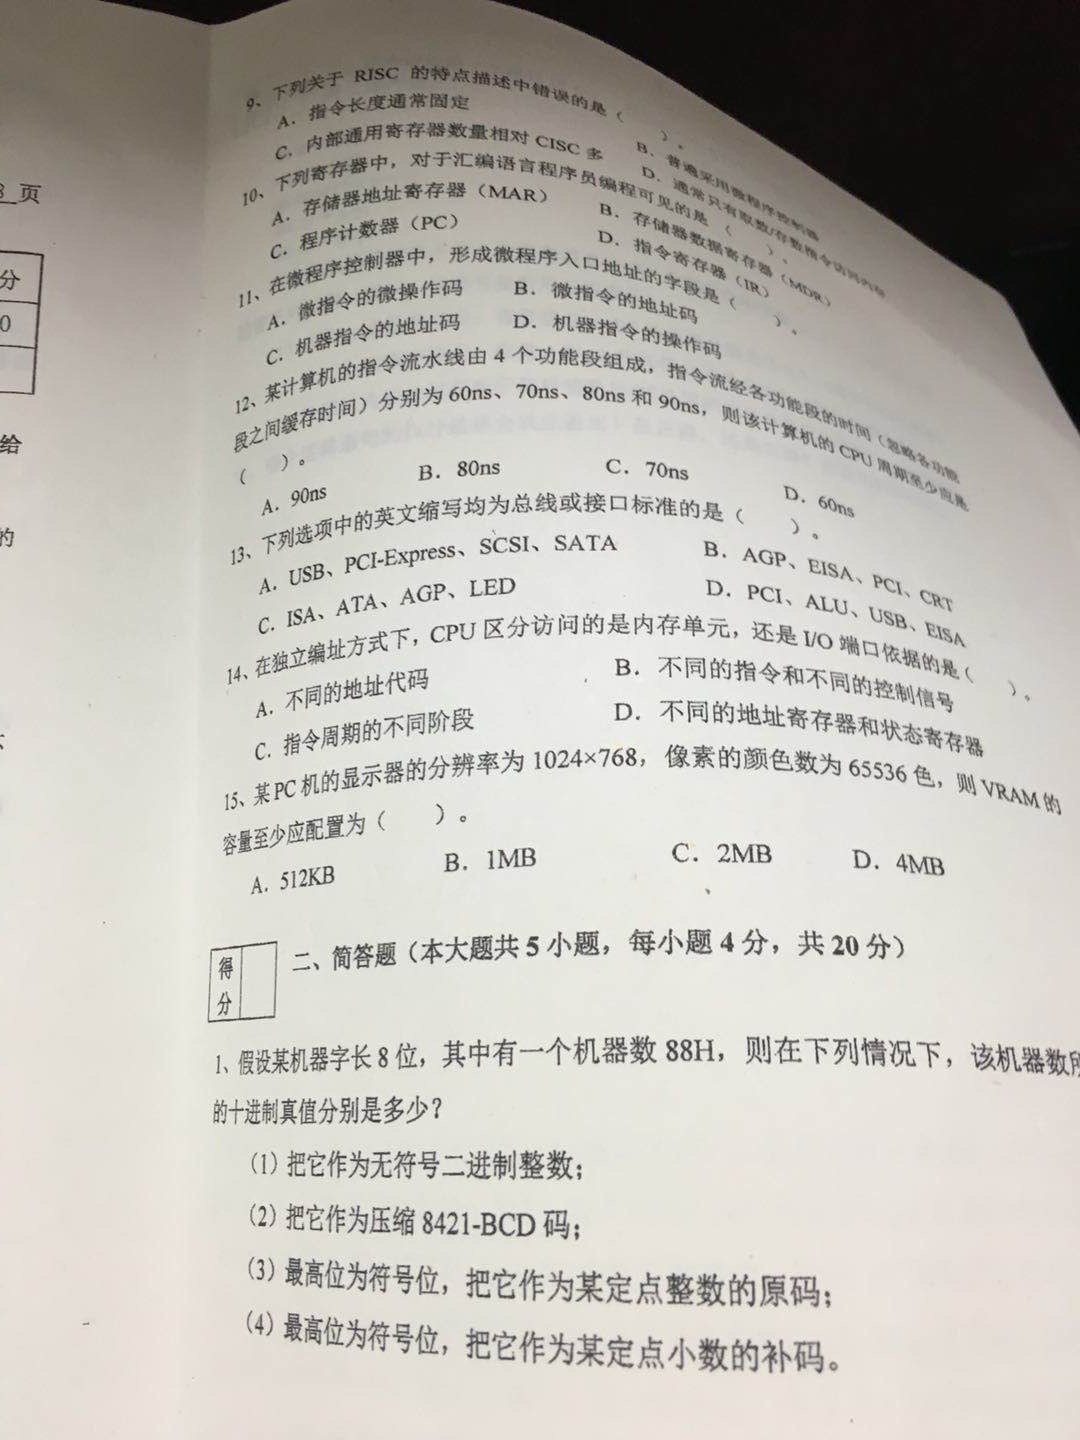 页
分
0
给
的
9、下列关于 RISC 的特点描述中错误的是（ ）。
A．指令长度通常固定 B．普遍采用微程序控制器
C．内部通用寄存器数量相对 CISC 多 D．通常只有取数/存数指令访问内存
10、下列寄存器中，对于汇编语言程序员编程可见的是（ ）。
A．存储器地址寄存器（MAR） B．存储器数据寄存器（MDR）
C．程序计数器（PC） D．指令寄存器（IR）
11、在微程序控制器中，形成微程序入口地址的字段是（ ）。
A．微指令的微操作码 B．微指令的地址码
C．机器指令的地址码 D．机器指令的操作码
12、某计算机的指令流水线由 4 个功能段组成，指令流经各功能段的时间（忽略各功能
段之间缓存时间）分别为 60ns、70ns、80ns 和 90ns，则该计算机的 CPU 周期至少应是
（ ）。
A．90ns B．80ns C．70ns D．60ns
13、下列选项中的英文缩写均为总线或接口标准的是（ ）。
A．USB、PCI-Express、SCSI、SATA B．AGP、EISA、PCI、CRT
C．ISA、ATA、AGP、LED D．PCI、ALU、USB、EISA
14、在独立编址方式下，CPU 区分访问的是内存单元，还是 I/O 端口依据的是（ ）。
A．不同的地址代码 B．不同的指令和不同的控制信号
C．指令周期的不同阶段 D．不同的地址寄存器和状态寄存器
15、某 PC 机的显示器的分辨率为 1024×768，像素的颜色数为 65536 色，则 VRAM 的
容量至少应配置为（ ）。
A．512KB B．1MB C．2MB D．4MB
得分
二、简答题（本大题共 5 小题，每小题 4 分，共 20 分）
1、假设某机器字长 8 位，其中有一个机器数 88H，则在下列情况下，该机器数
的十进制真值分别是多少？
（1）把它作为无符号二进制整数；
（2）把它作为压缩 8421-BCD 码；
（3）最高位为符号位，把它作为某定点整数的原码；
（4）最高位为符号位，把它作为某定点小数的补码。